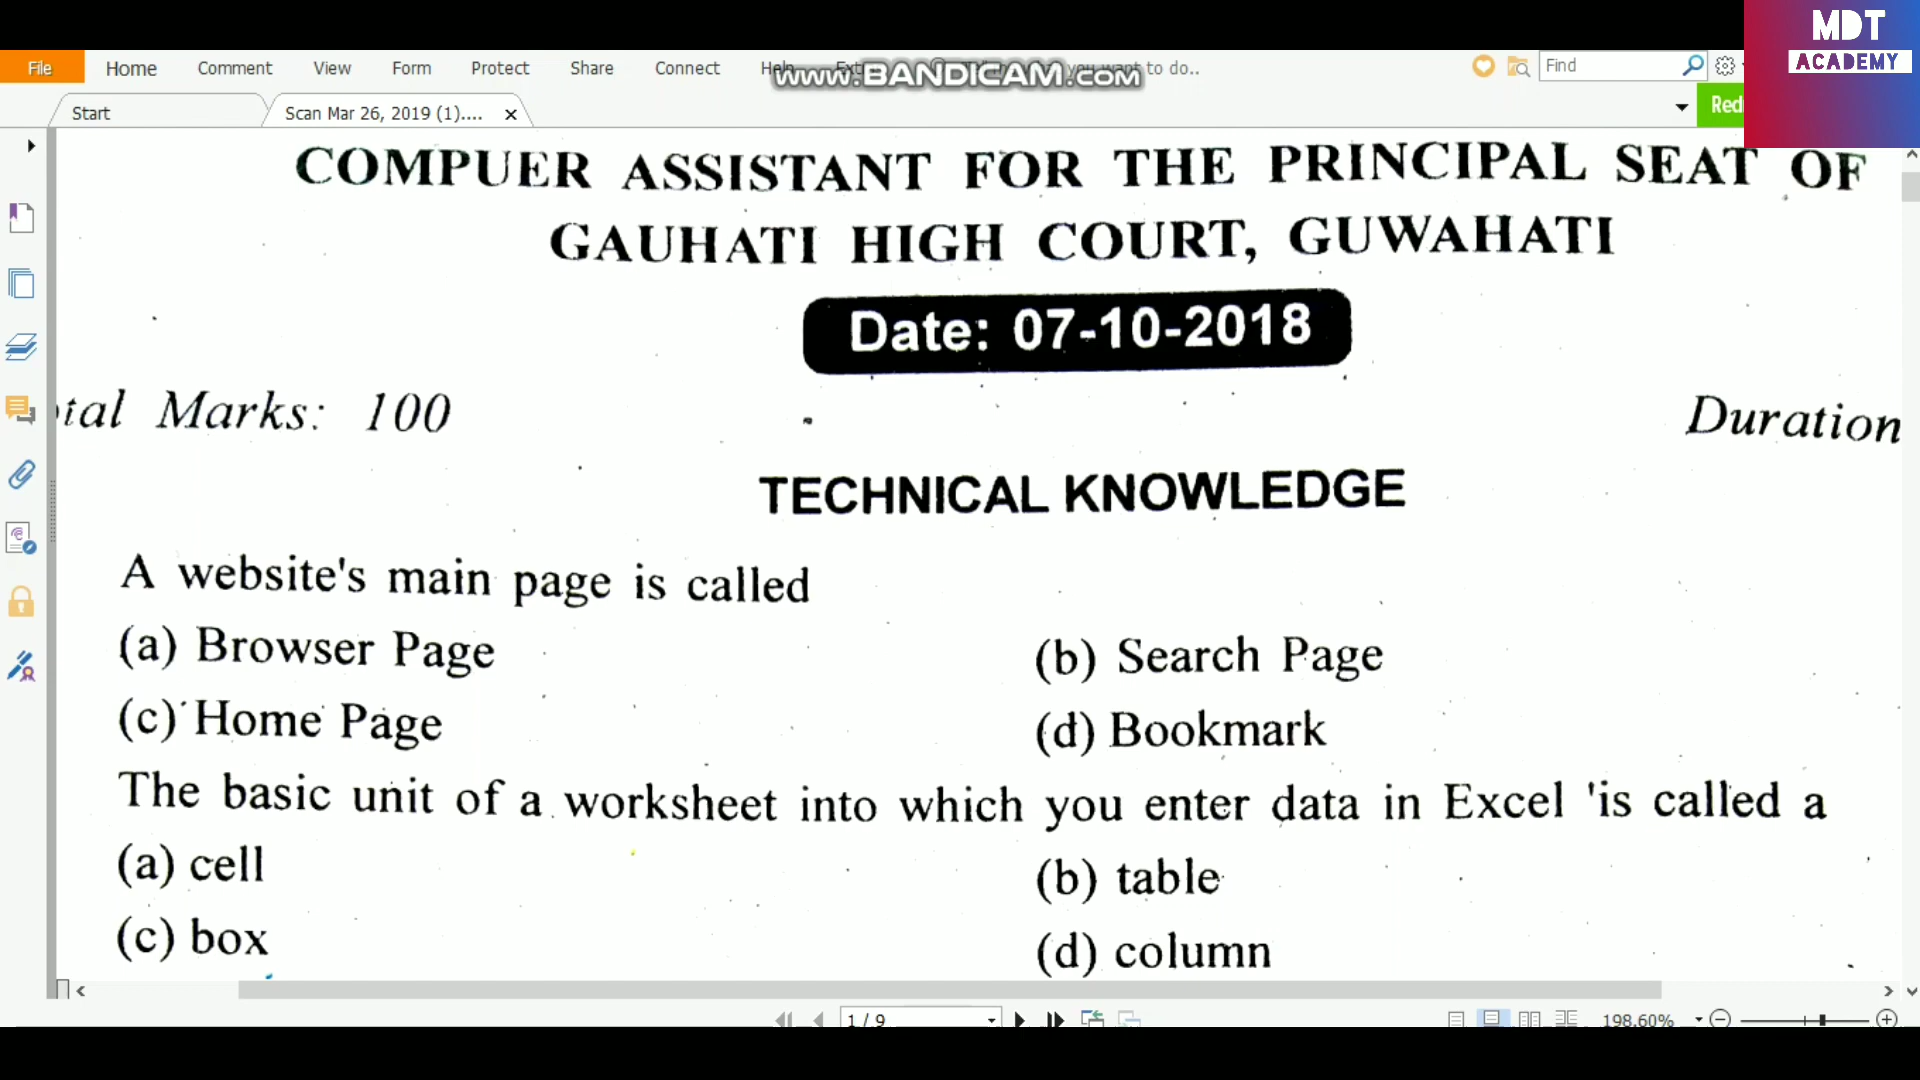 MDT
ACADEMY
File Home Comment View Form Protect Share Connect Help
www.BANDICAM.com
want to do..
Find
Start
Scan Mar 26, 2019 (1)....
Red
COMPUER ASSISTANT FOR THE PRINCIPAL SEAT OF
GAUHATI HIGH COURT, GUWAHATI
Date: 07-10-2018
tal Marks: 100
Duration
TECHNICAL KNOWLEDGE
A website's main page is called
(a) Browser Page
(b) Search Page
(c) Home Page
(d) Bookmark
The basic unit of a worksheet into which you enter data in Excel 'is called a
(a) cell
(b) table
(c) box
(d) column
1 / 9
198.60%